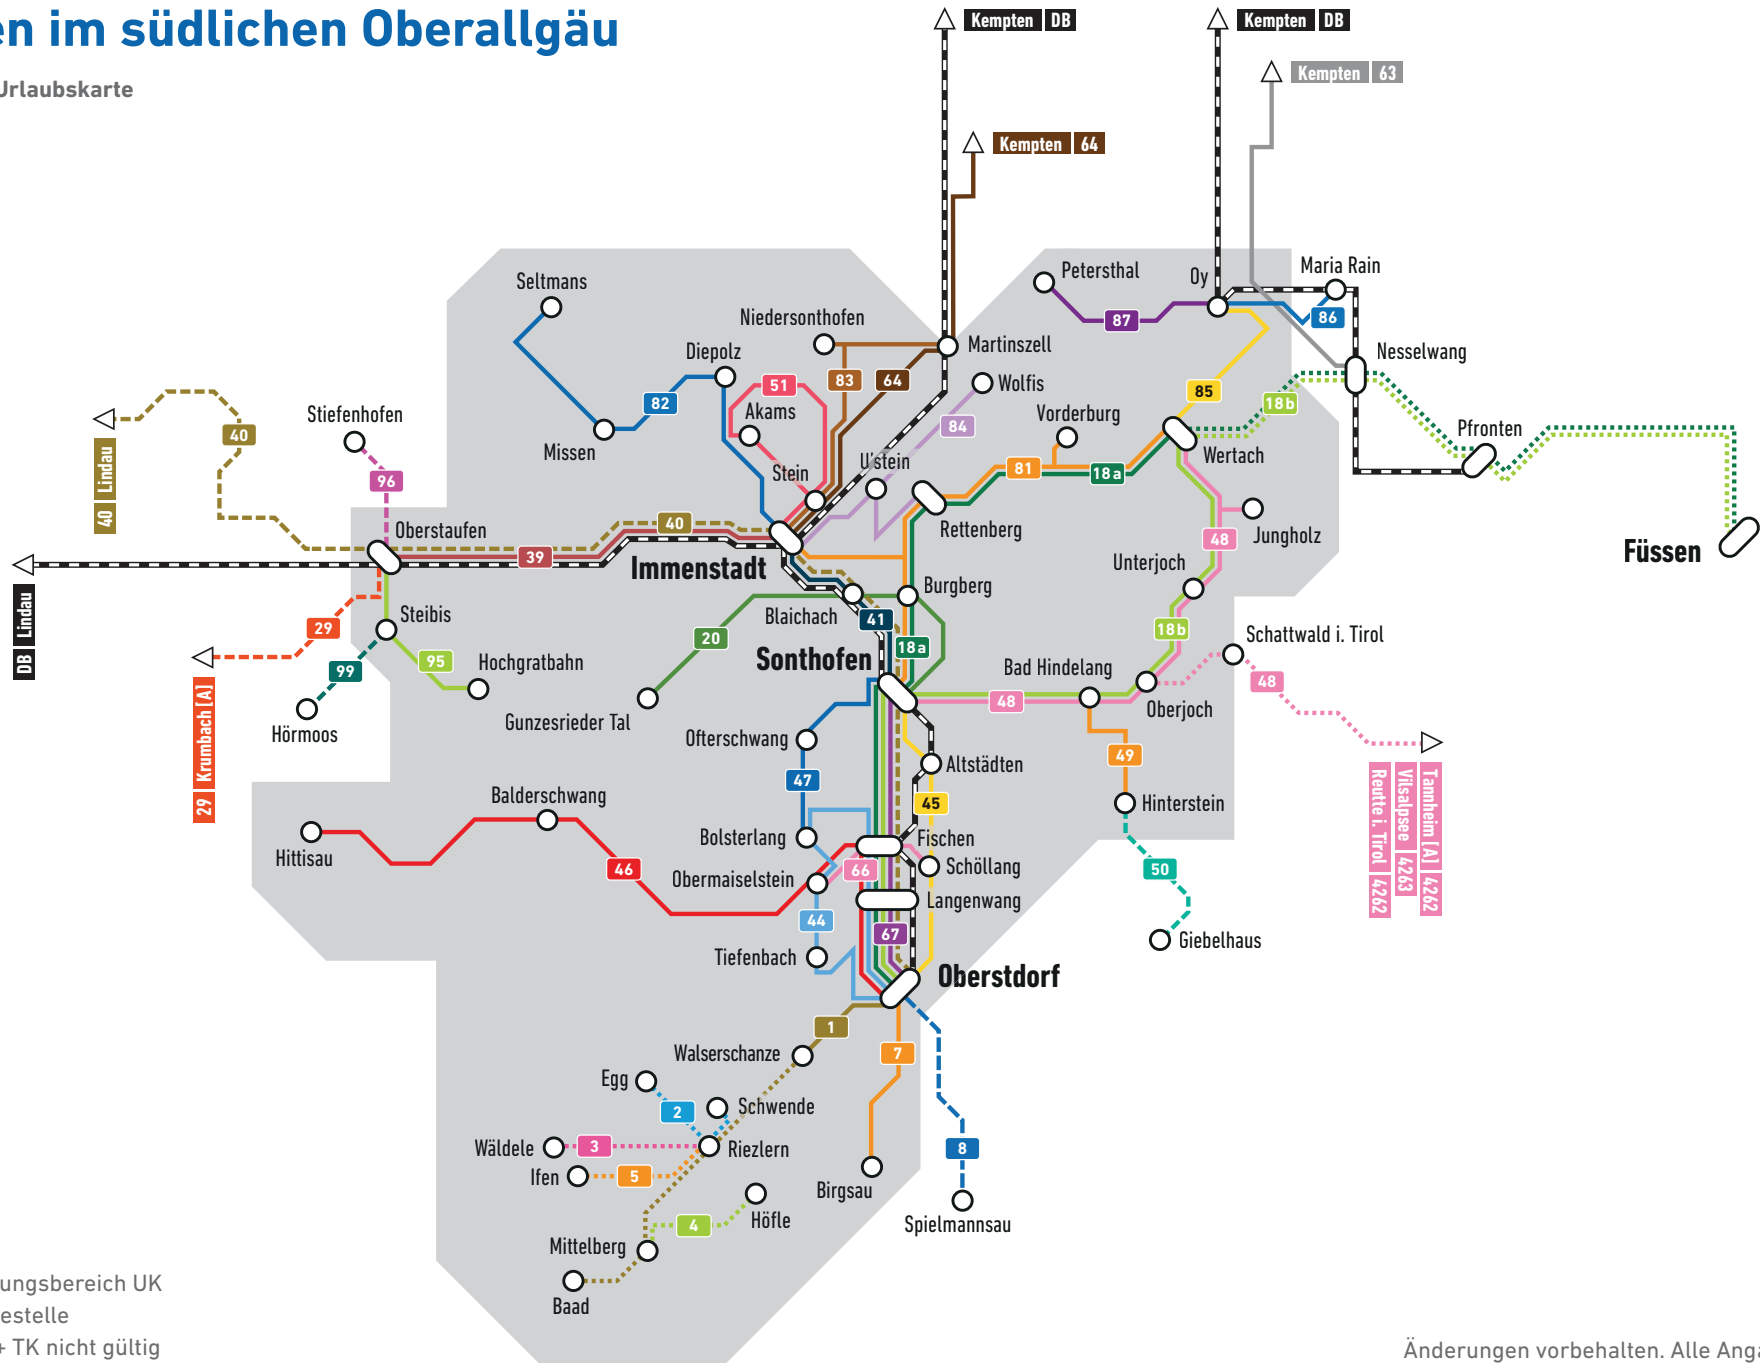 en im südlichen Oberallgäu
Urlaubskarte
Kempten DB
Kempten DB
Kempten 63
Kempten 64
Seltmans
Niedersonthofen
Diepolz
Martinszell
Petersthal
Oy
Maria Rain
87
86
Nesselwang
51
83
64
85
Wolfis
82
Akams
84
Vorderburg
18b
Stiefenhofen
40
40 Lindau
Missen
Stein
U'stein
Wertach
Pfronten
96
81
18a
Rettenberg
Jungholz
Oberstaufen
40
39
Immenstadt
48
Füssen
Unterjoch
Burgberg
DB Lindau
Steibis
Blaichach
41
29
20
18a
18b
Schattwald i. Tirol
99
95
Hochgratbahn
Sonthofen
Bad Hindelang
48
Hörmoos
Gunzesrieder Tal
48
Oberjoch
29 Krumbach [A]
Ofterschwang
Altstädten
49
47
45
Hinterstein
Tannheim [A] 4262
Vilsalpsee 4263
Reutte i. Tirol 4262
Balderschwang
Hittisau
Bolsterlang
Fischen
46
66
Schöllang
50
Obermaiselstein
Langenwang
44
67
Giebelhaus
Tiefenbach
Oberstdorf
1
Walserschanze
7
Egg
2
Schwende
Wäldele
3
Riezlern
8
Ifen
5
Birgsau
Höfle
4
Spielmannsau
Mittelberg
Baad
ungsbereich UK
estelle
+ TK nicht gültig
Änderungen vorbehalten. Alle Anga